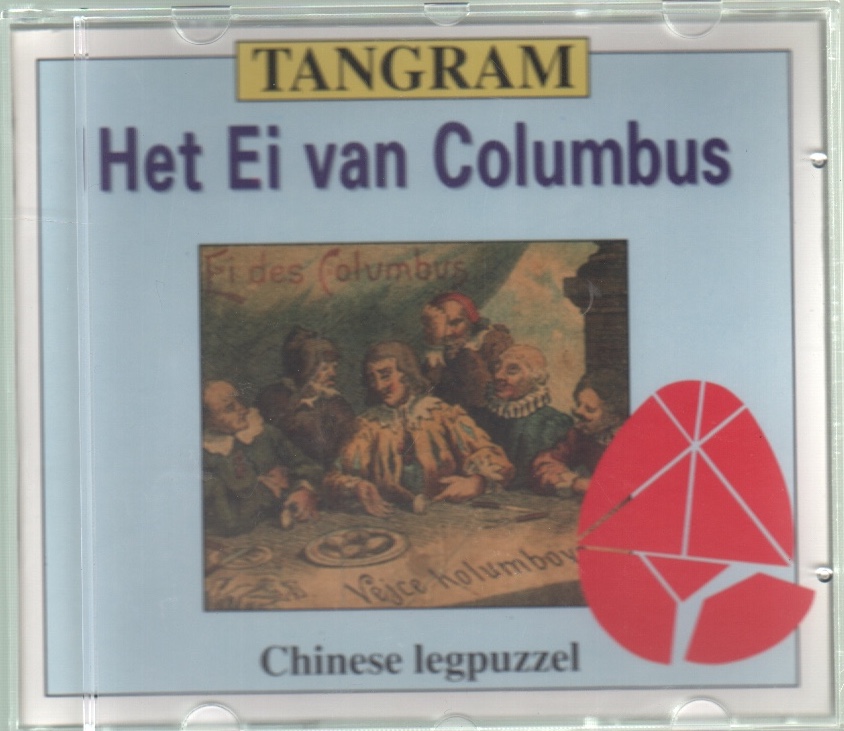 TANGRAM
Het Ei van Columbus
Ei des Columbus
Vejce Kolumbov
Chinese legpuzzel